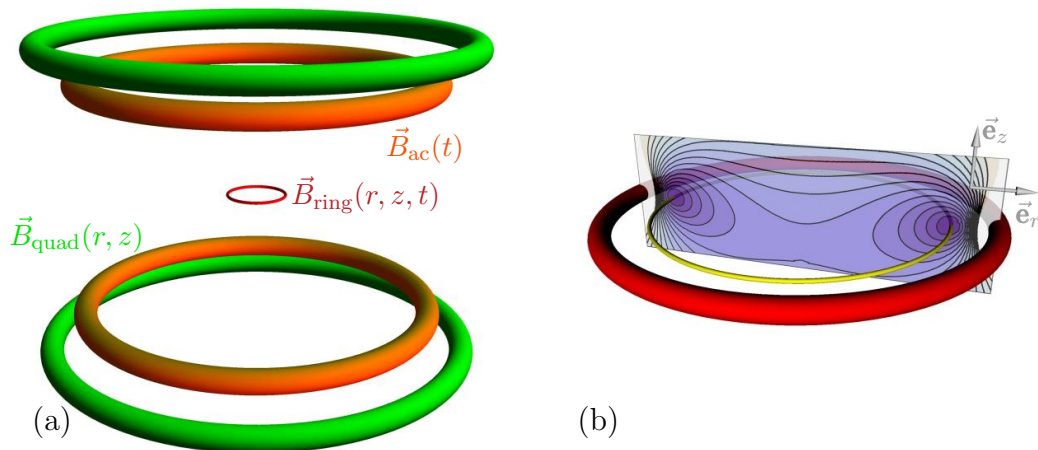 B⃗ac(t)
B⃗ring(r, z, t)
B⃗quad(r, z)
(a)
e⃗z
e⃗r
(b)